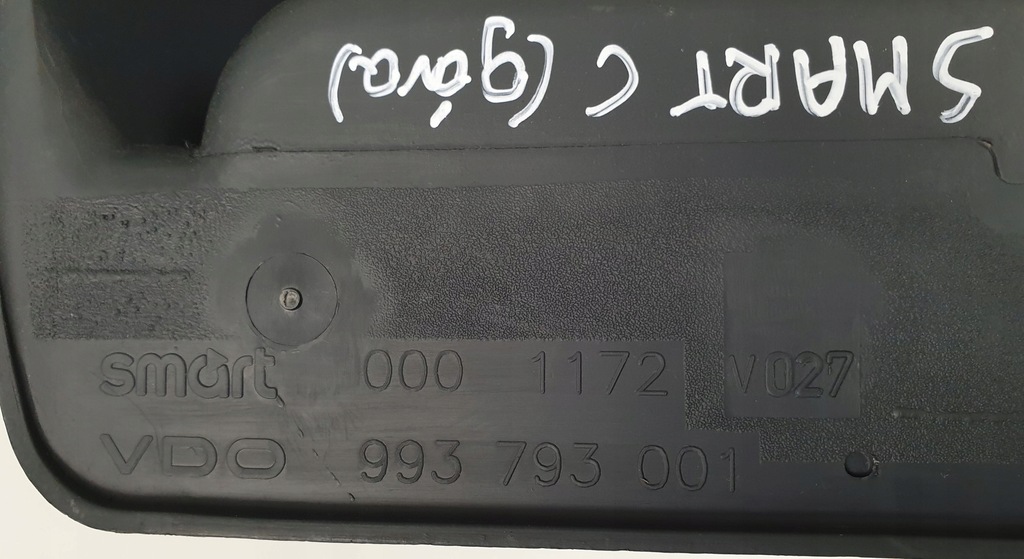 SMART C (góra)
smart 000 1172 V027
VDO 993 793 001